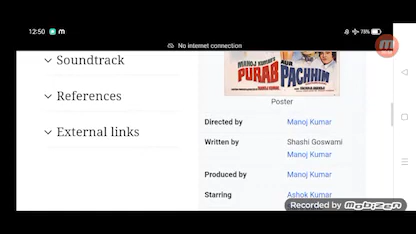 12:50
78%
No internet connection
Soundtrack
References
External links
MANOJ KUMAR'S
PURAB AUR PACHHIM
Poster
Directed by Manoj Kumar
Written by Shashi Goswami
Manoj Kumar
Produced by Manoj Kumar
Starring Ashok Kumar
Recorded by mobizen